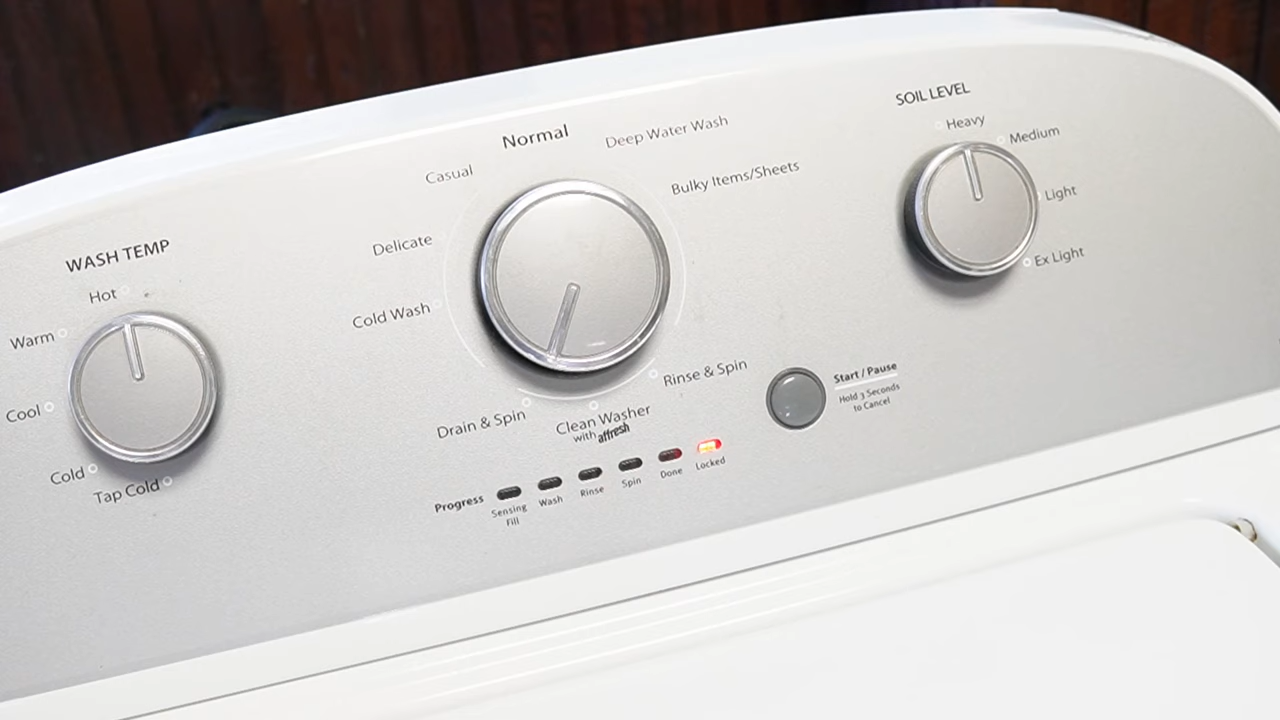 WASH TEMP
Hot
Warm
Cool
Cold
Tap Cold
Normal
Casual
Delicate
Cold Wash
Drain & Spin
Deep Water Wash
Bulky Items/Sheets
Rinse & Spin
Clean Washer
with affresh
SOIL LEVEL
Heavy
Medium
Light
Ex Light
Start / Pause
Hold 3 Seconds
to Cancel
Progress
Sensing
Fill
Wash
Rinse
Spin
Done
Locked